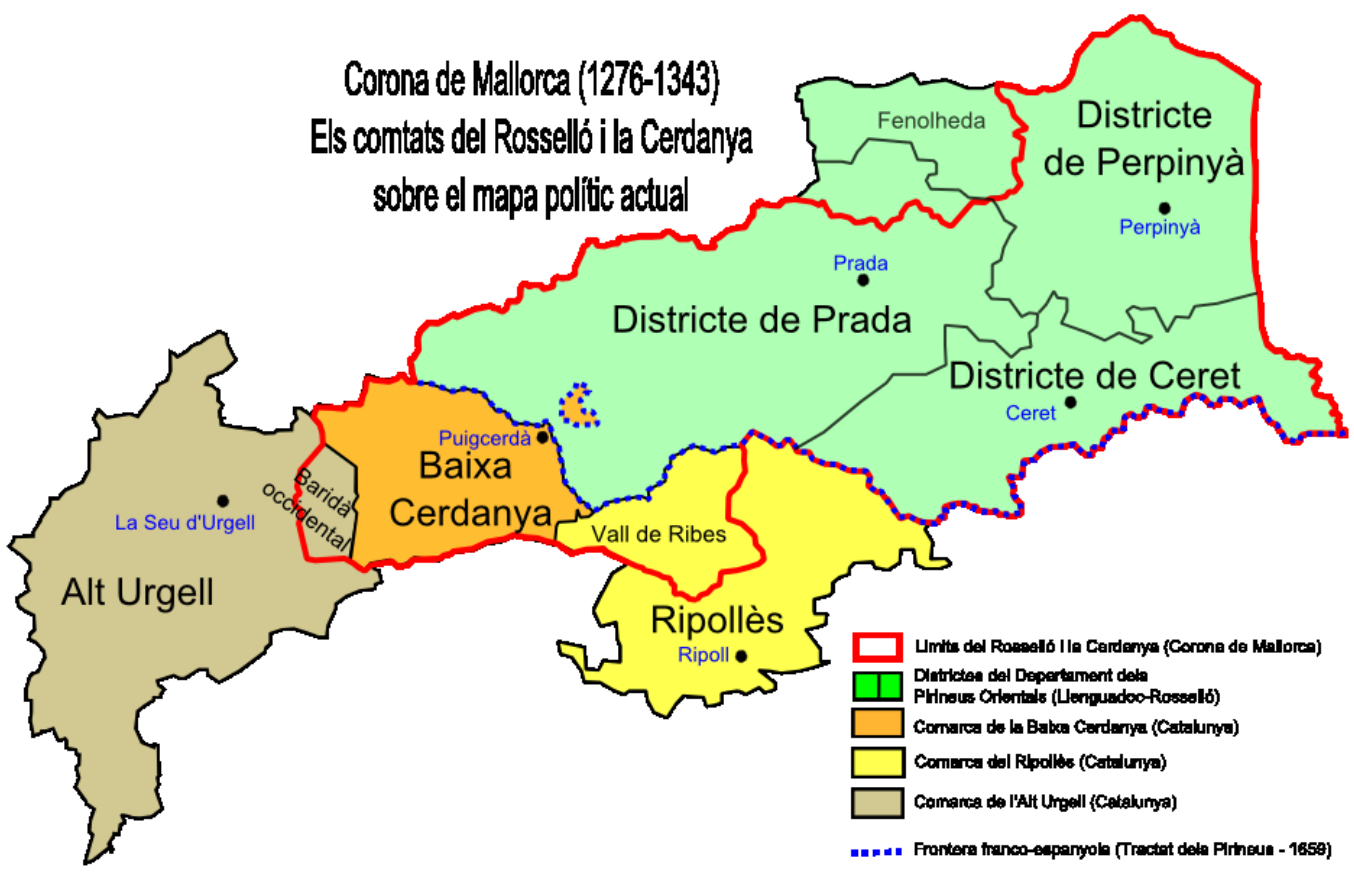 Corona de Mallorca (1276-1343)
Els comtats del Rosselló i la Cerdanya
sobre el mapa polític actual
Fenolheda
Districte
de Perpinyà
Perpinyà
Prada
Districte de Prada
Districte de Ceret
Ceret
Puigcerdà
Baixa
Cerdanya
Baridà
occidental
La Seu d'Urgell
Alt Urgell
Vall de Ribes
Ripollès
Ripoll
Limits del Rosselló i la Cerdanya (Corona de Mallorca)
Districtes del Departament dels
Pirineus Orientals (Llenguadoc-Rosselló)
Comarca de la Baixa Cerdanya (Catalunya)
Comarca del Ripollès (Catalunya)
Comarca de l'Alt Urgell (Catalunya)
Frontera franco-espanyola (Tractat dels Pirineus - 1659)